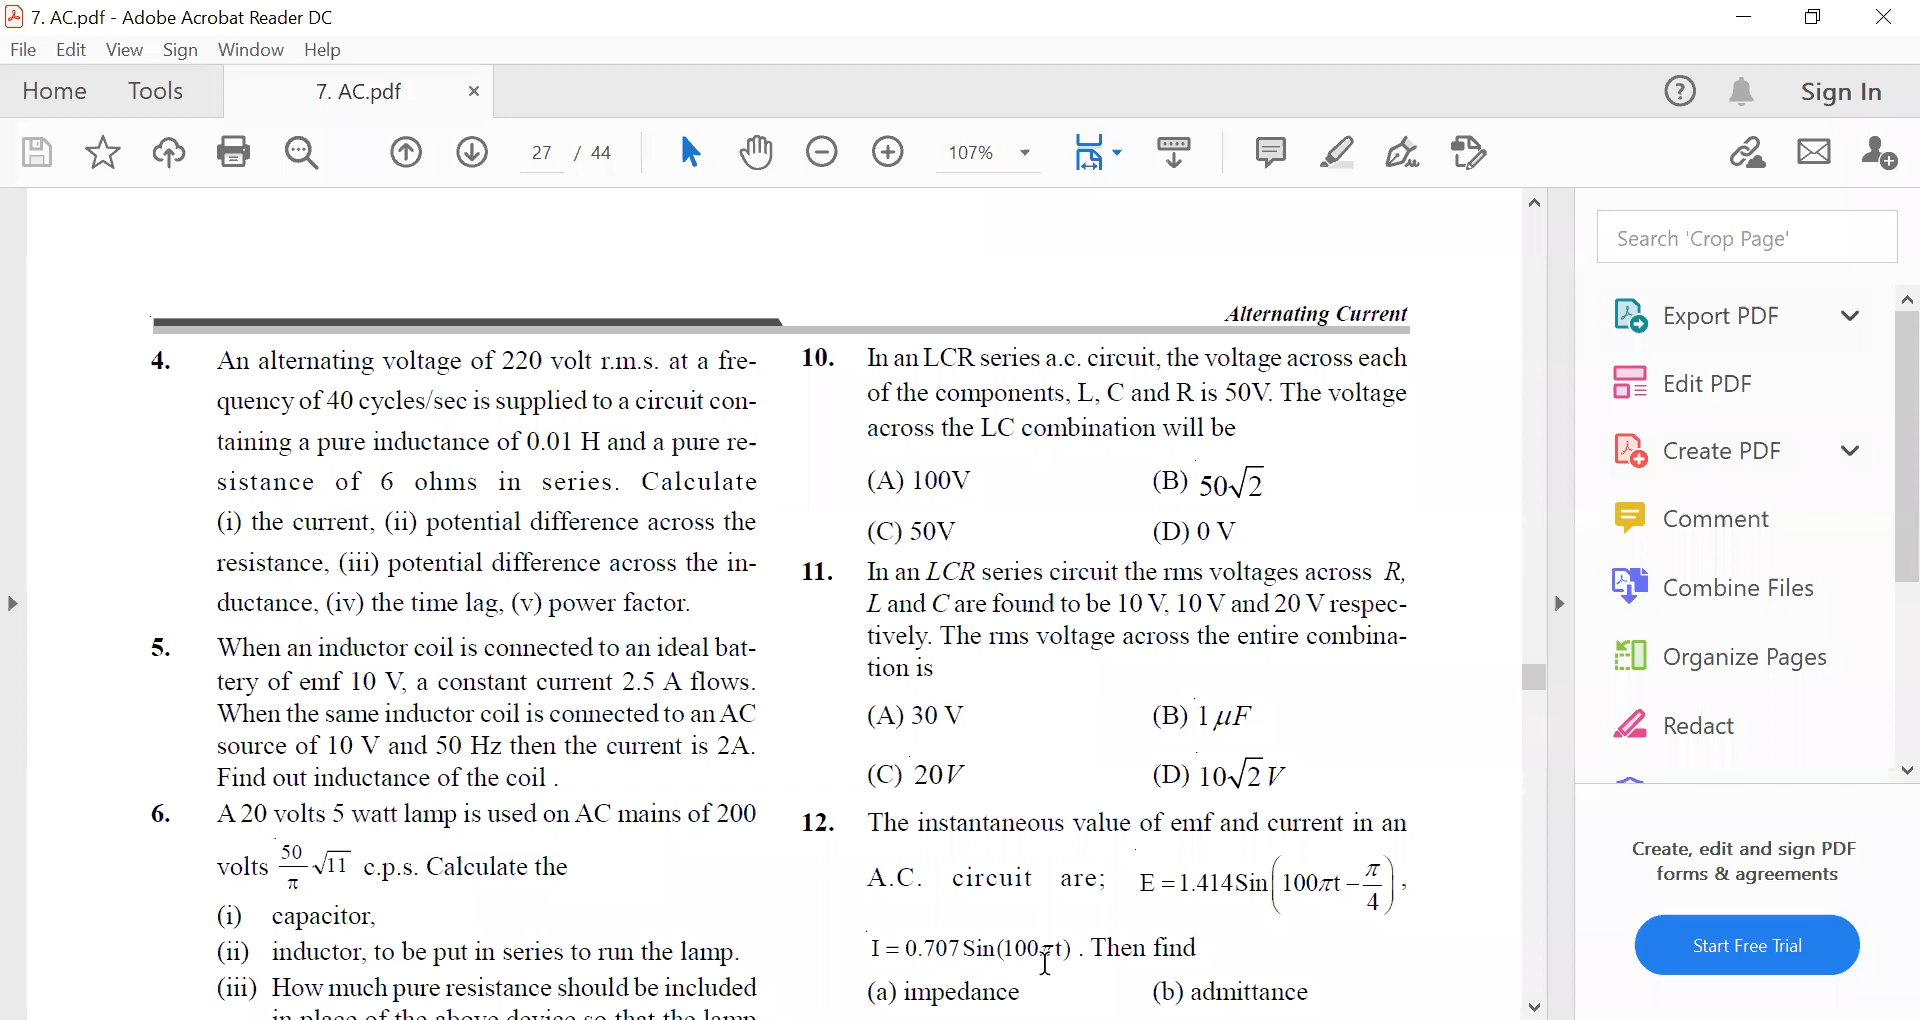 7. AC.pdf - Adobe Acrobat Reader DC
File Edit View Sign Window Help
Home Tools 7. AC.pdf × Sign In
27 / 44 107%
Alternating Current
4. An alternating voltage of 220 volt r.m.s. at a fre-
quency of 40 cycles/sec is supplied to a circuit con-
taining a pure inductance of 0.01 H and a pure re-
sistance of 6 ohms in series. Calculate
(i) the current, (ii) potential difference across the
resistance, (iii) potential difference across the in-
ductance, (iv) the time lag, (v) power factor.
5. When an inductor coil is connected to an ideal bat-
tery of emf 10 V, a constant current 2.5 A flows.
When the same inductor coil is connected to an AC
source of 10 V and 50 Hz then the current is 2A.
Find out inductance of the coil .
6. A 20 volts 5 watt lamp is used on AC mains of 200
volts 50/π √11 c.p.s. Calculate the
(i) capacitor,
(ii) inductor, to be put in series to run the lamp.
(iii) How much pure resistance should be included
in place of the above device so that the lamp
10. In an LCR series a.c. circuit, the voltage across each
of the components, L, C and R is 50V. The voltage
across the LC combination will be
(A) 100V (B) 50√2
(C) 50V (D) 0 V
11. In an LCR series circuit the rms voltages across R,
L and C are found to be 10 V, 10 V and 20 V respec-
tively. The rms voltage across the entire combina-
tion is
(A) 30 V (B) 1 μF
(C) 20V (D) 10√2 V
12. The instantaneous value of emf and current in an
A.C. circuit are; E = 1.414 Sin(100πt − π/4),
I = 0.707 Sin(100πt) . Then find
(a) impedance (b) admittance
Search 'Crop Page'
Export PDF
Edit PDF
Create PDF
Comment
Combine Files
Organize Pages
Redact
Create, edit and sign PDF
forms & agreements
Start Free Trial